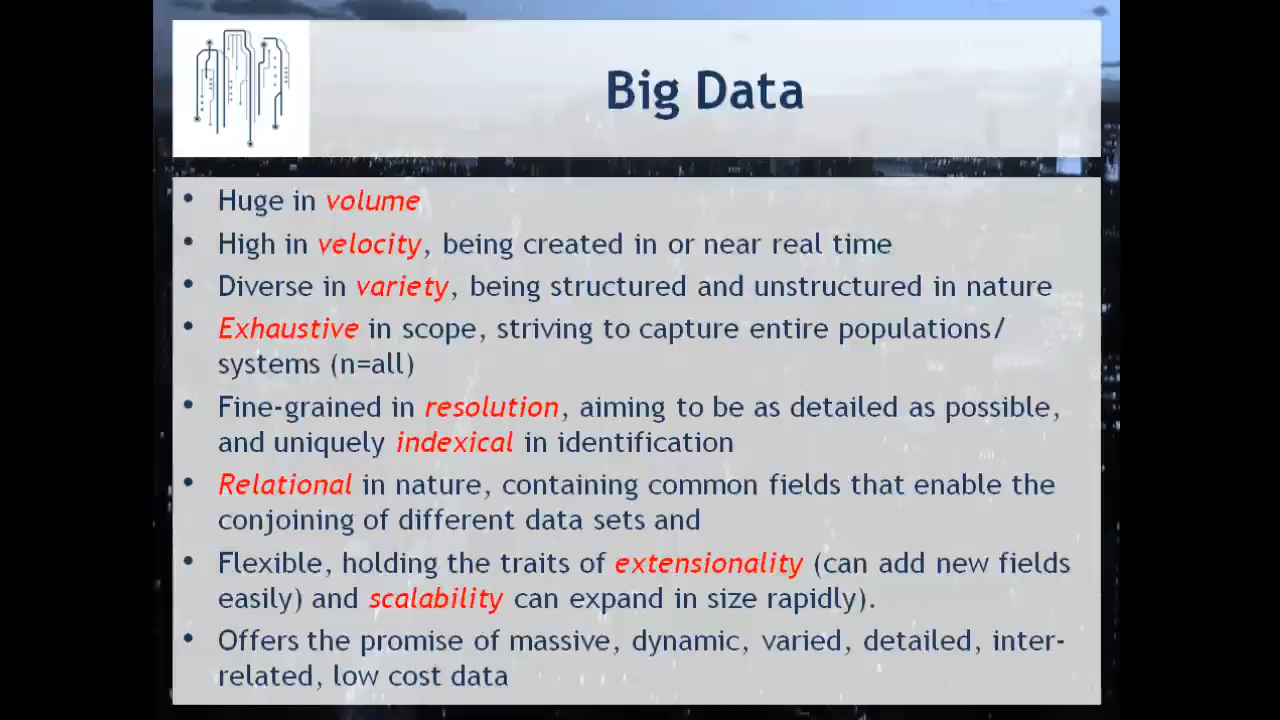 Big Data
• Huge in volume
• High in velocity, being created in or near real time
• Diverse in variety, being structured and unstructured in nature
• Exhaustive in scope, striving to capture entire populations/
systems (n=all)
• Fine-grained in resolution, aiming to be as detailed as possible,
and uniquely indexical in identification
• Relational in nature, containing common fields that enable the
conjoining of different data sets and
• Flexible, holding the traits of extensionality (can add new fields
easily) and scalability can expand in size rapidly).
• Offers the promise of massive, dynamic, varied, detailed, inter-
related, low cost data